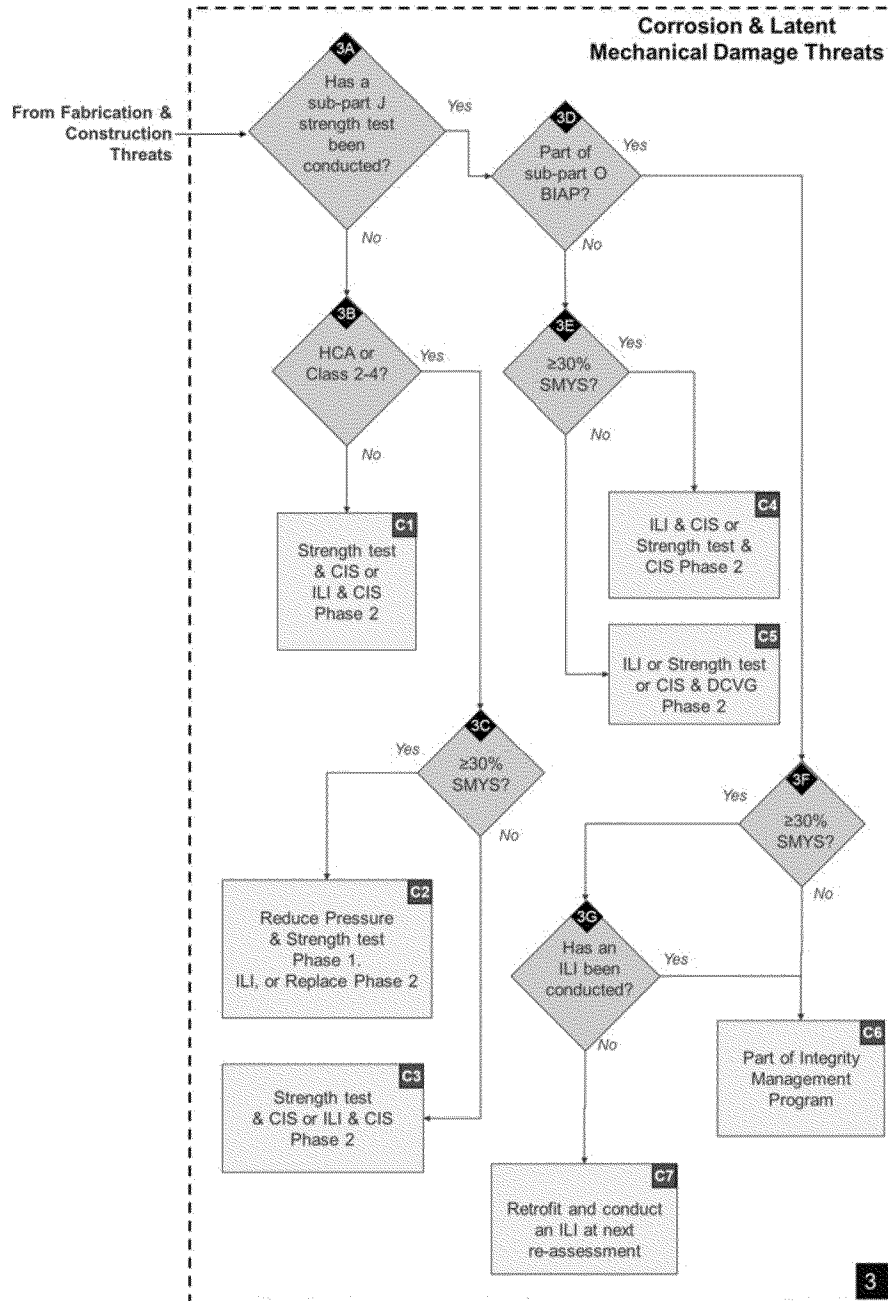 Corrosion & Latent
Mechanical Damage Threats
From Fabrication &
Construction
Threats
3A
Has a
sub-part J
strength test
been
conducted?
Yes
No
3D
Part of
sub-part O
BIAP?
Yes
No
3B
HCA or
Class 2-4?
Yes
No
3E
≥30%
SMYS?
Yes
No
C1
Strength test
& CIS or
ILI & CIS
Phase 2
C4
ILI & CIS or
Strength test &
CIS Phase 2
C5
ILI or Strength test
or CIS & DCVG
Phase 2
3C
≥30%
SMYS?
Yes
No
3F
≥30%
SMYS?
Yes
No
C2
Reduce Pressure
& Strength test
Phase 1.
ILI, or Replace Phase 2
3G
Has an
ILI been
conducted?
Yes
No
C6
Part of Integrity
Management
Program
C3
Strength test
& CIS or ILI & CIS
Phase 2
C7
Retrofit and conduct
an ILI at next
re-assessment
3